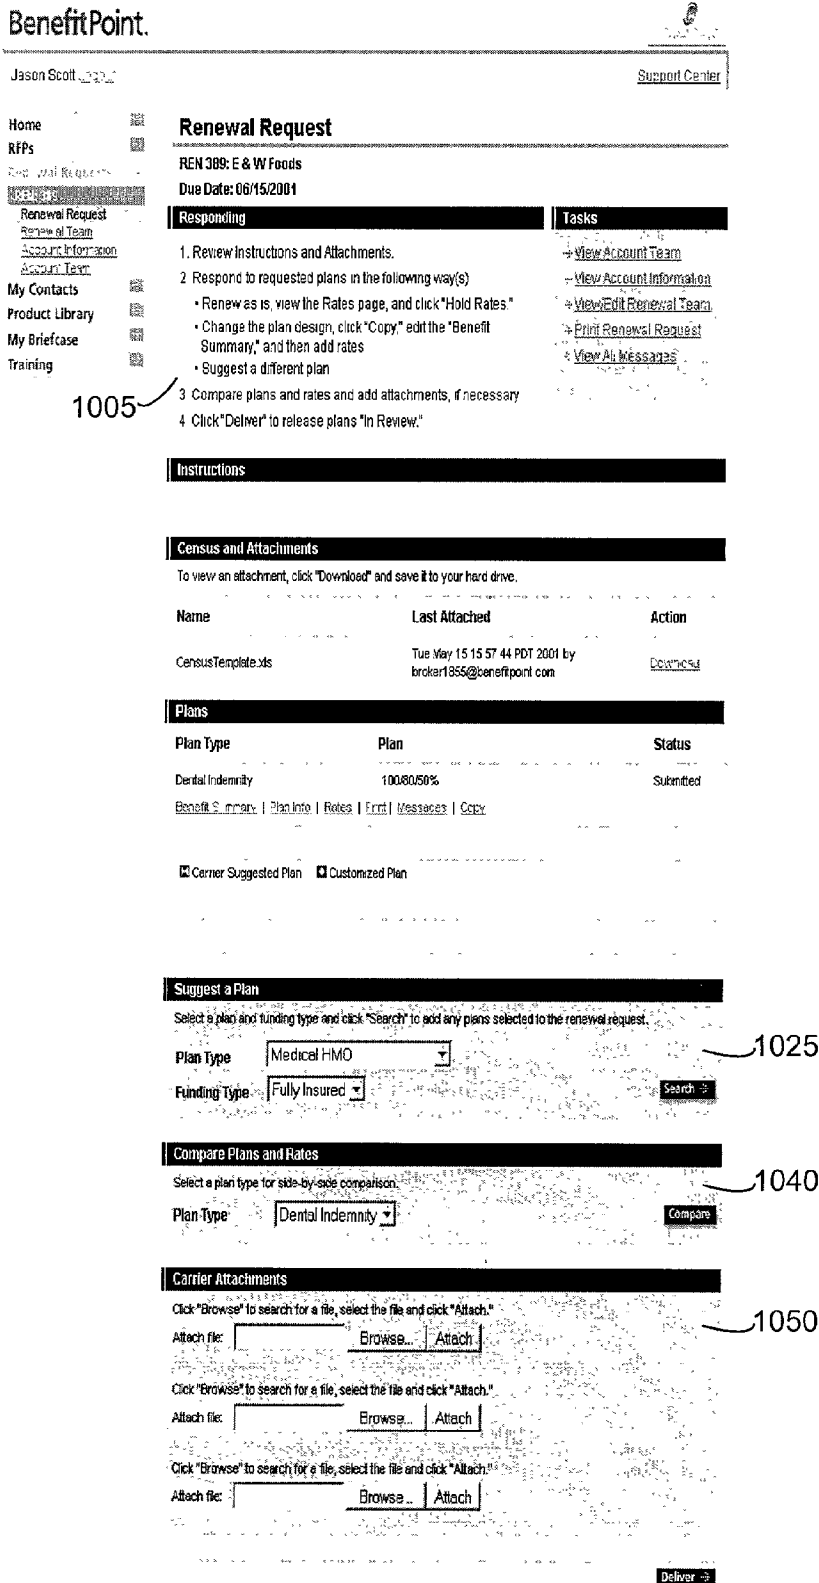 BenefitPoint.
Jason Scott
Support Center
Home
RFPs
Renewal Request
Renewal Team
Account Information
Account Team
My Contacts
Product Library
My Briefcase
Training
Renewal Request
REN 389: E & W Foods
Due Date: 06/15/2001
Responding
1. Review Instructions and Attachments.
2 Respond to requested plans in the following way(s)
• Renew as is, view the Rates page, and click "Hold Rates."
• Change the plan design, click "Copy," edit the "Benefit
Summary," and then add rates
• Suggest a different plan
3 Compare plans and rates and add attachments, if necessary
4 Click "Deliver" to release plans "In Review."
1005
Tasks
View Account Team
View Account Information
View/Edit Renewal Team
Print Renewal Request
View All Messages
Instructions
Census and Attachments
To view an attachment, click "Download" and save it to your hard drive.
Name Last Attached Action
CensusTemplate.xls Tue May 15 15 57 44 PDT 2001 by Download
broker1855@benefitpoint com
Plans
Plan Type Plan Status
Dental Indemnity 100/80/50% Submitted
Benefit Summary | Plan Info | Rates | Print | Messages | Copy
Carrier Suggested Plan Customized Plan
Suggest a Plan
Select a plan and funding type and click "Search" to add any plans selected to the renewal request.
1025
Plan Type Medical HMO
Funding Type Fully Insured Search
Compare Plans and Rates
Select a plan type for side-by-side comparison.
1040
Plan Type Dental Indemnity Compare
Carrier Attachments
Click "Browse" to search for a file, select the file and click "Attach."
1050
Attach file: Browse... Attach
Click "Browse" to search for a file, select the file and click "Attach."
Attach file: Browse... Attach
Click "Browse" to search for a file, select the file and click "Attach."
Attach file: Browse... Attach
Deliver